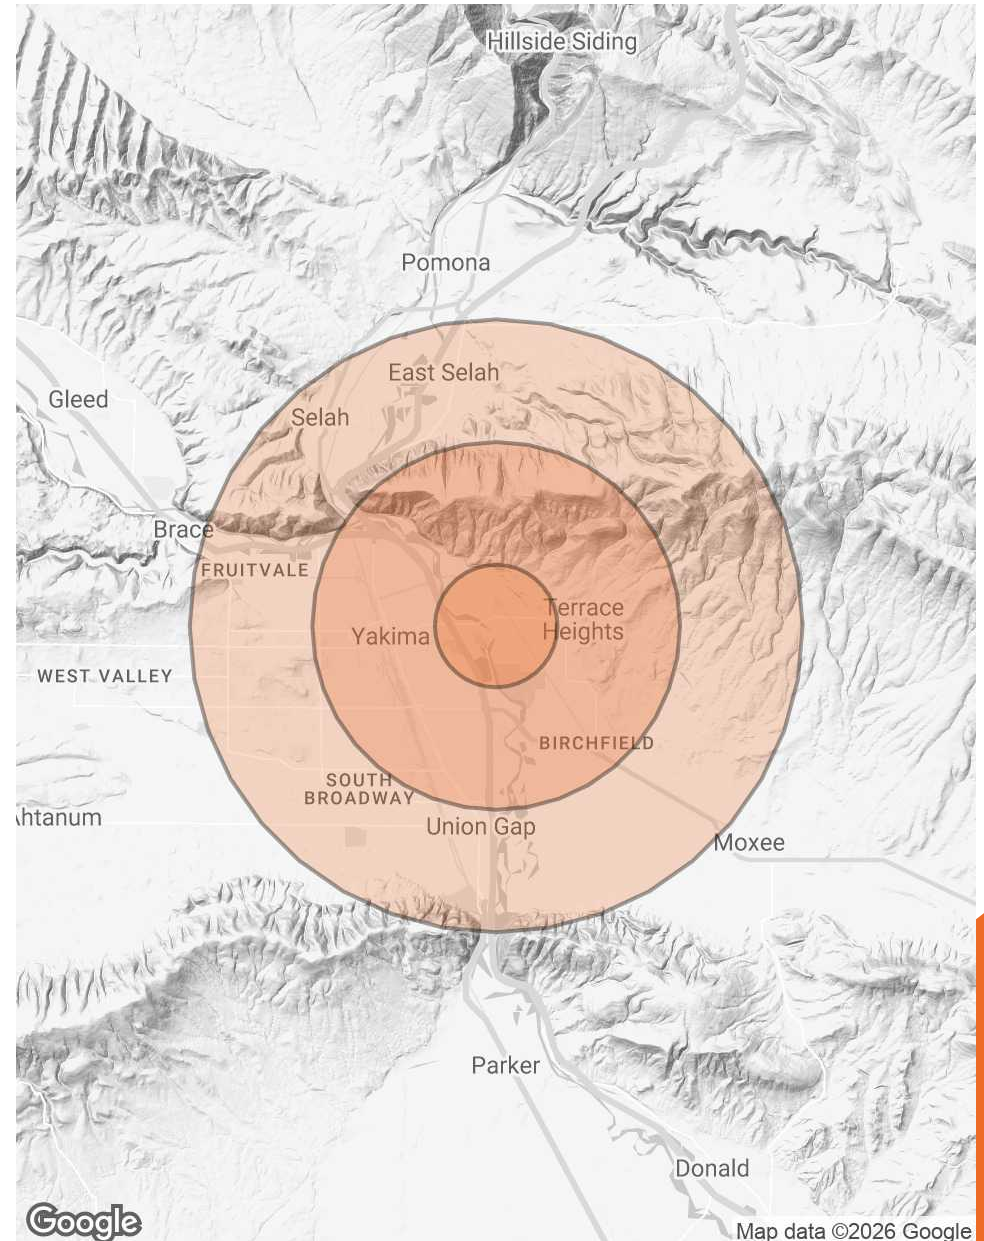 Hillside Siding
Pomona
East Selah
Gleed
Selah
Brace
FRUITVALE
Terrace
Heights
Yakima
WEST VALLEY
BIRCHFIELD
SOUTH
BROADWAY
Ahtanum
Union Gap
Moxee
Parker
Donald
Google
Map data ©2026 Google